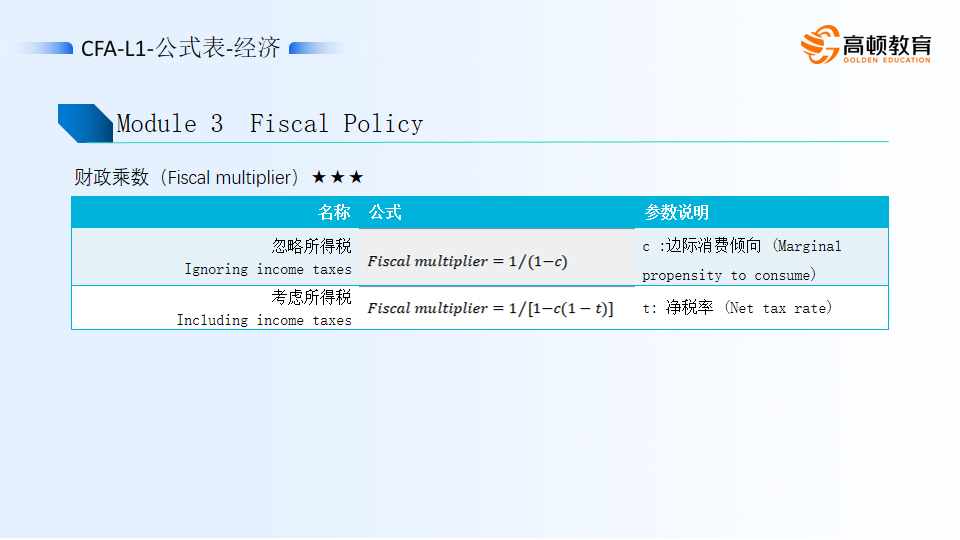 CFA-L1-公式表-经济
高顿教育
GOLDEN EDUCATION
Module 3 Fiscal Policy
财政乘数（Fiscal multiplier）★★★
名称 公式 参数说明
忽略所得税
Ignoring income taxes
Fiscal multiplier = 1/(1−c)
c :边际消费倾向 (Marginal
propensity to consume)
考虑所得税
Including income taxes
Fiscal multiplier = 1/[1−c(1 − t)]
t: 净税率 (Net tax rate)